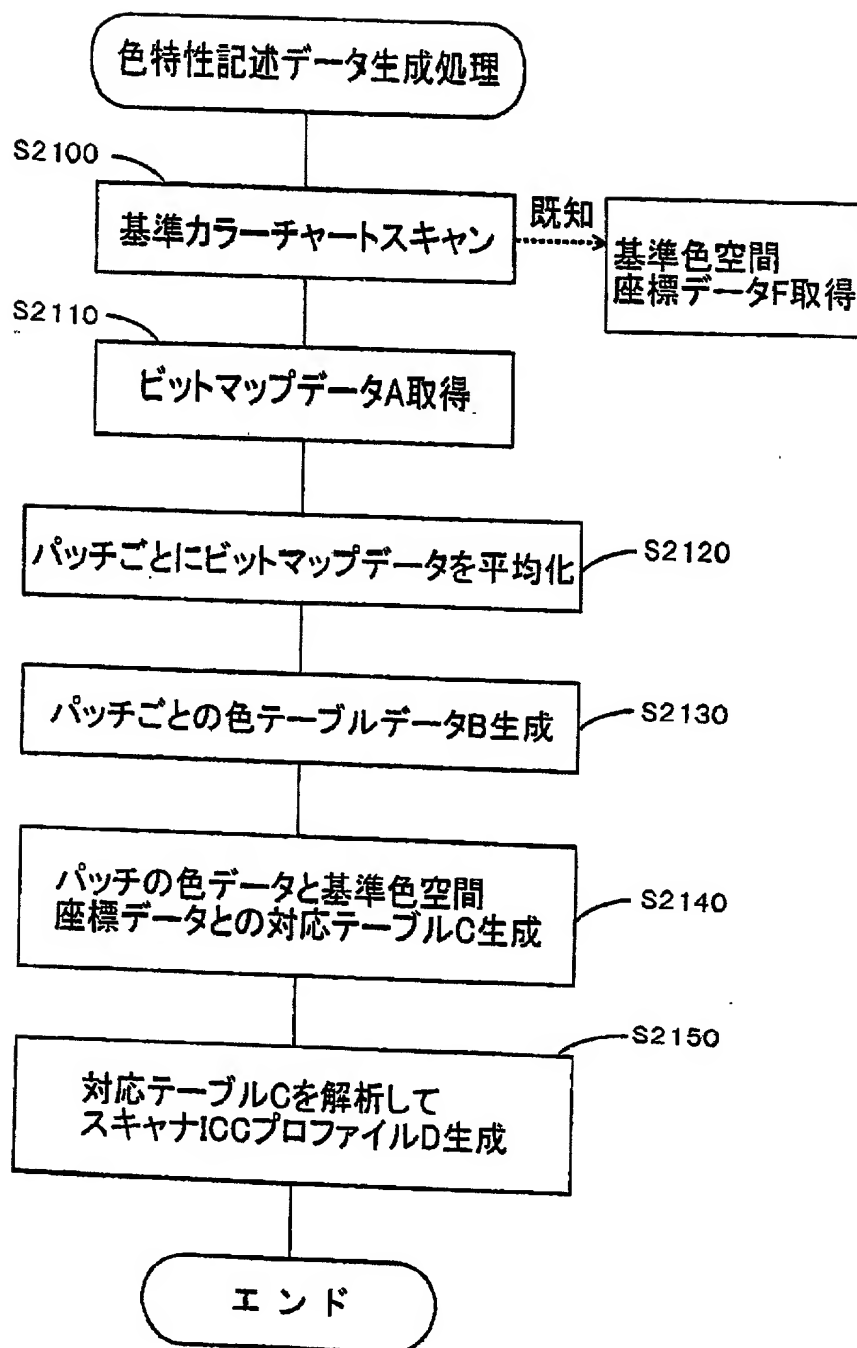 色特性記述データ生成処理
S2100
基準カラーチャートスキャン
既知
基準色空間
座標データF取得
S2110
ビットマップデータA取得
パッチごとにビットマップデータを平均化
S2120
パッチごとの色テーブルデータB生成
S2130
パッチの色データと基準色空間
座標データとの対応テーブルC生成
S2140
S2150
対応テーブルCを解析して
スキャナICCプロファイルD生成
エンド